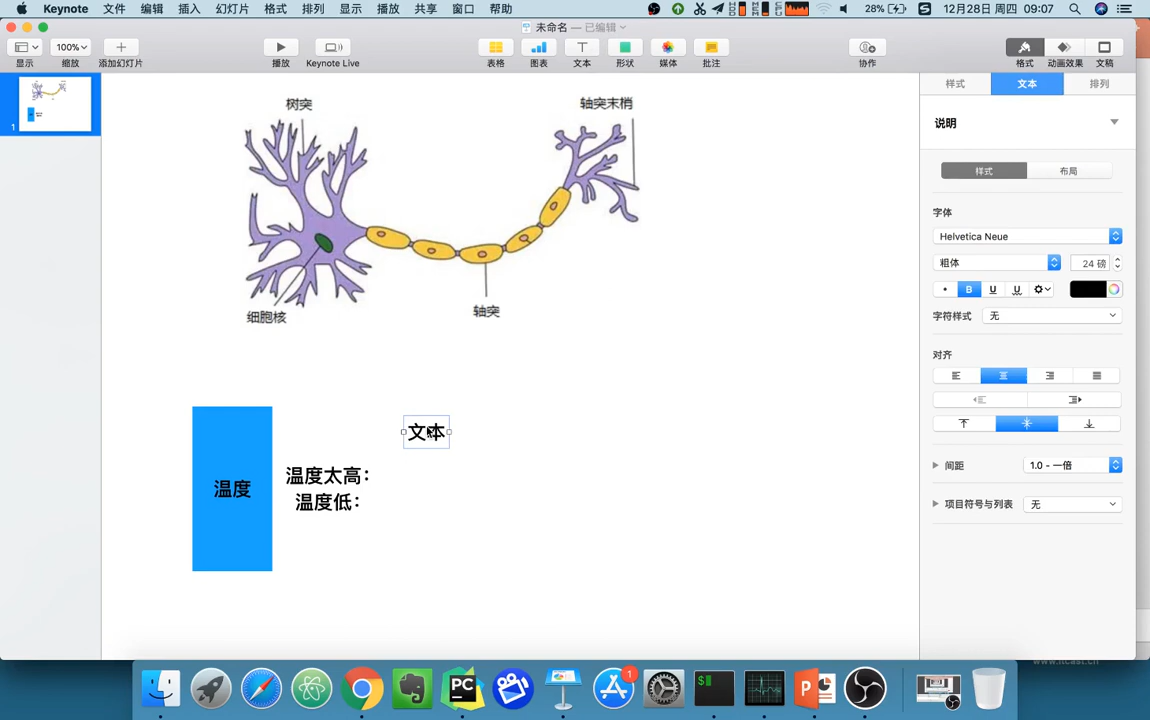 Keynote 文件 编辑 插入 幻灯片 格式 排列 显示 播放 共享 窗口 帮助 28% 12月28日 周四 09:07
未命名 — 已编辑
100%
显示 缩放 添加幻灯片 播放 Keynote Live 表格 图表 文本 形状 媒体 批注 协作 格式 动画效果 文稿
样式 文本 排列
1
说明
样式 布局
字体
Helvetica Neue
粗体 24 磅
B U U
字符样式 无
对齐
间距 1.0 - 一倍
项目符号与列表 无
树突 轴突末梢
细胞核 轴突
文本
温度
温度太高：
温度低：
1
PC
$
P
www.itcast.cn